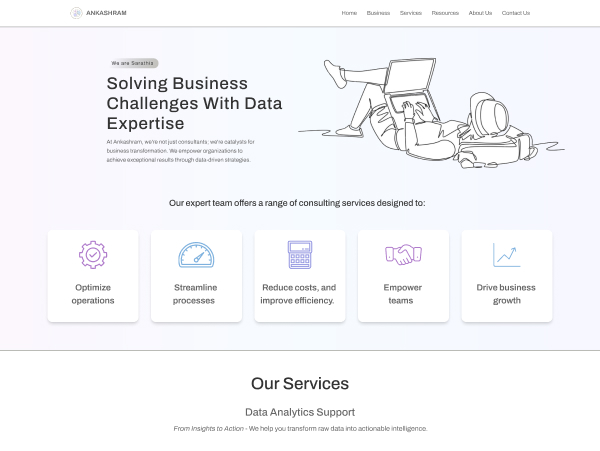 ANKASHRAM
Home Business Services Resources About Us Contact Us
We are Sarathis
Solving Business
Challenges With Data
Expertise
At Ankashram, we're not just consultants; we're catalysts for
business transformation. We empower organizations to
achieve exceptional results through data-driven strategies.
Our expert team offers a range of consulting services designed to:
Optimize
operations
Streamline
processes
Reduce costs, and
improve efficiency.
Empower
teams
Drive business
growth
Our Services
Data Analytics Support
From Insights to Action - We help you transform raw data into actionable intelligence.